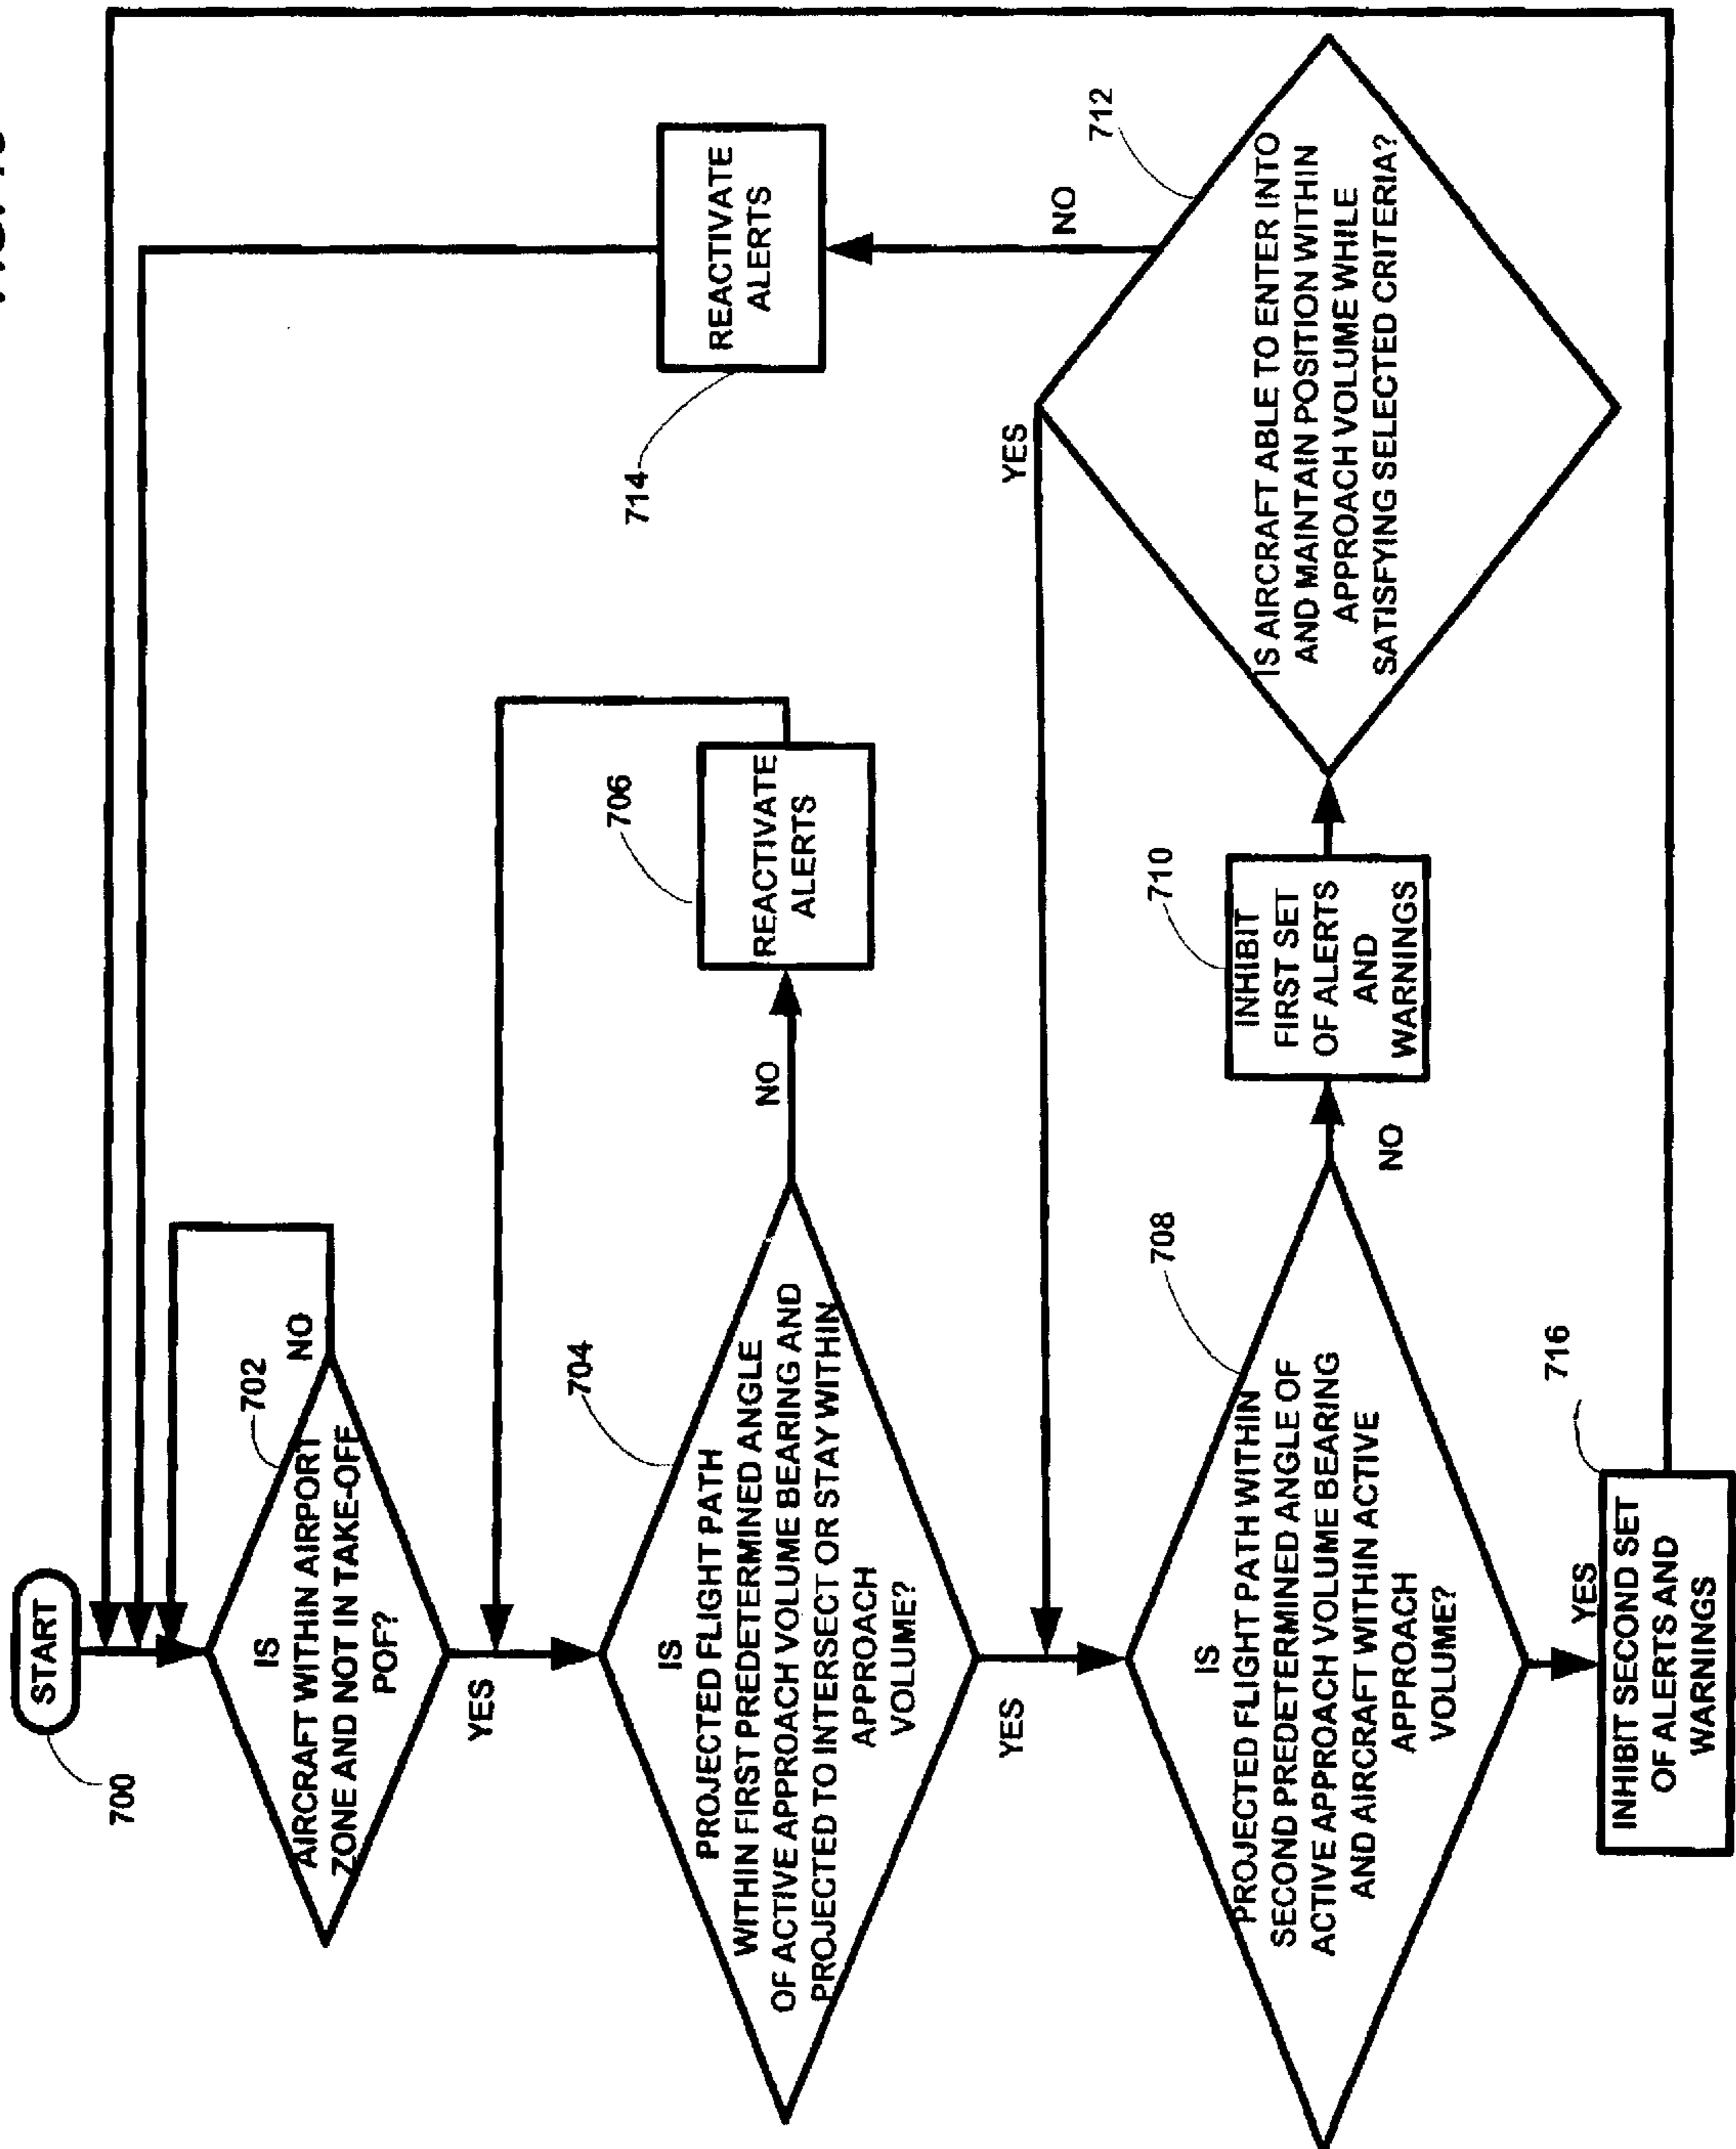 START
700
702
IS
AIRCRAFT WITHIN AIRPORT
ZONE AND NOT IN TAKE-OFF
POF?
NO
YES
704
IS
PROJECTED FLIGHT PATH
WITHIN FIRST PREDETERMINED ANGLE
OF ACTIVE APPROACH VOLUME BEARING AND
PROJECTED TO INTERSECT OR STAY WITHIN
APPROACH
VOLUME?
NO
706
REACTIVATE
ALERTS
YES
708
IS
PROJECTED FLIGHT PATH WITHIN
SECOND PREDETERMINED ANGLE OF
ACTIVE APPROACH VOLUME BEARING
AND AIRCRAFT WITHIN ACTIVE
APPROACH
VOLUME?
NO
710
INHIBIT
FIRST SET
OF ALERTS
AND
WARNINGS
712
IS AIRCRAFT ABLE TO ENTER INTO
AND MAINTAIN POSITION WITHIN
APPROACH VOLUME WHILE
SATISFYING SELECTED CRITERIA?
YES
NO
714
REACTIVATE
ALERTS
YES
716
INHIBIT SECOND SET
OF ALERTS AND
WARNINGS